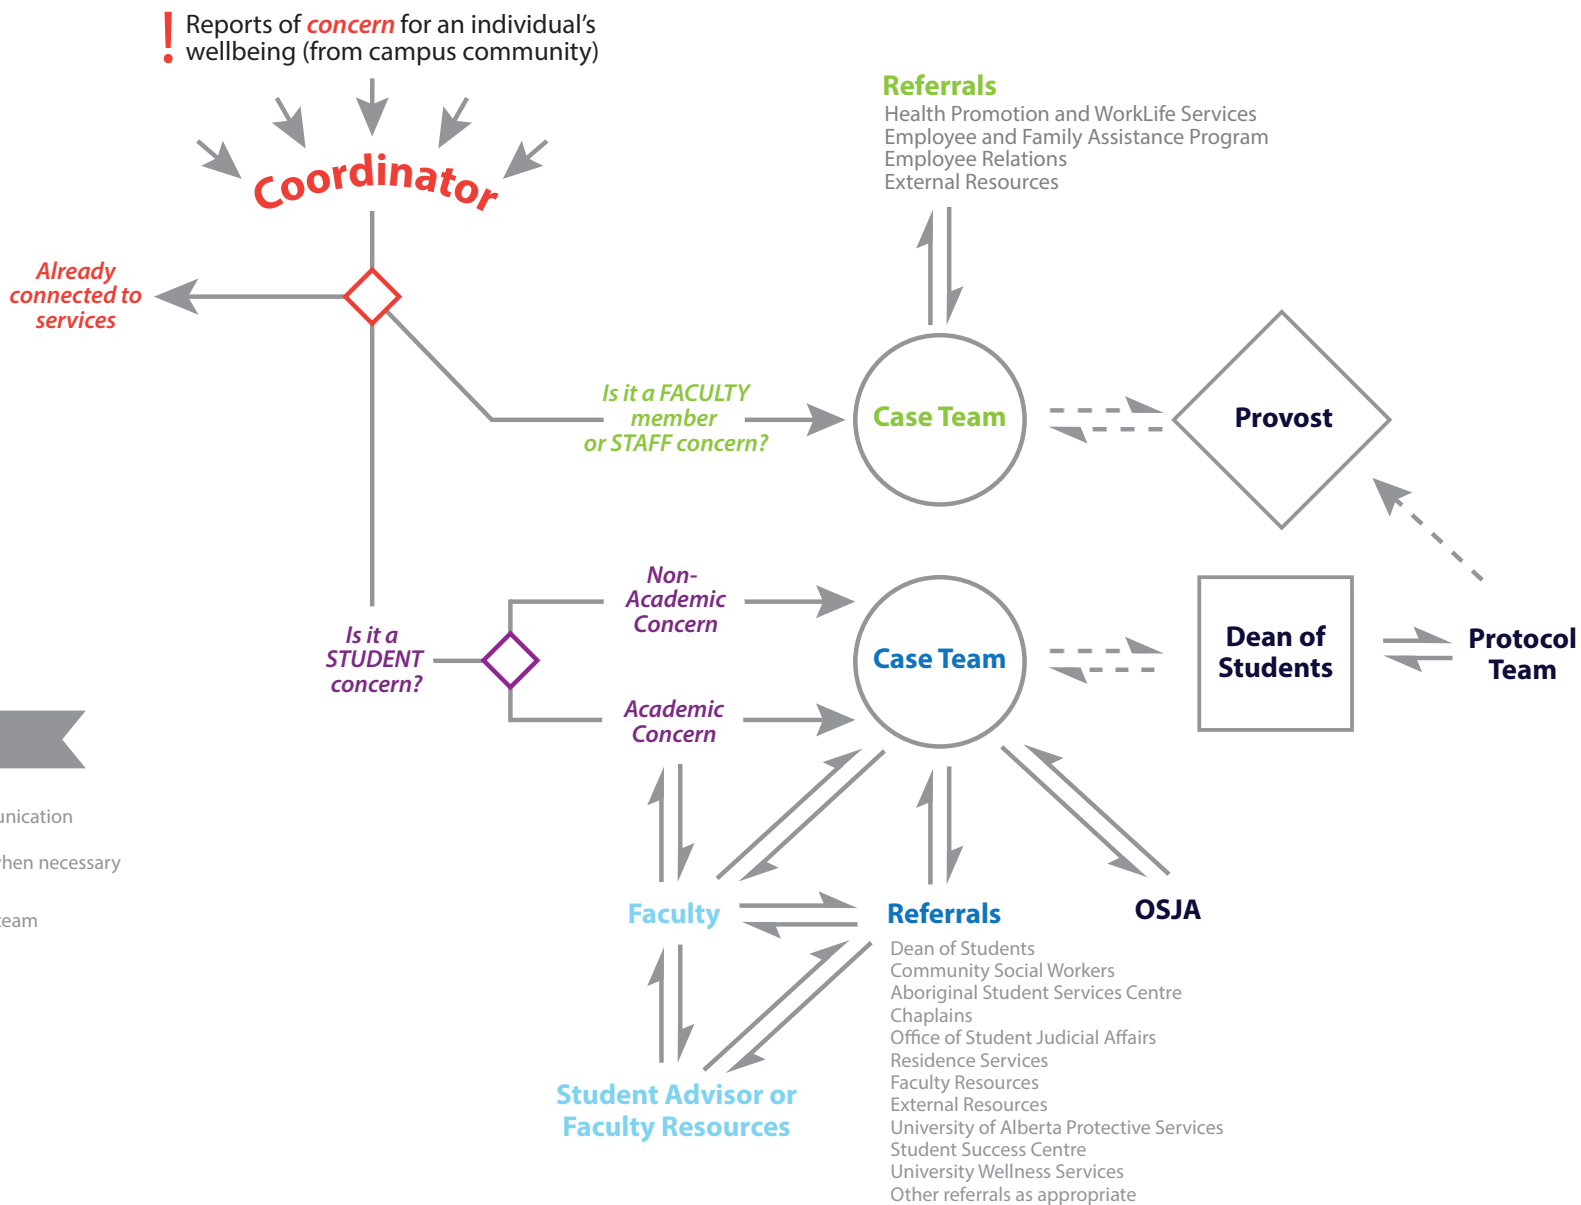 ! Reports of concern for an individual's
wellbeing (from campus community)
Coordinator
Already
connected to
services
Referrals
Health Promotion and WorkLife Services
Employee and Family Assistance Program
Employee Relations
External Resources
Is it a FACULTY
member
or STAFF concern?
Case Team
Provost
Is it a
STUDENT
concern?
Non-
Academic
Concern
Academic
Concern
Case Team
Dean of
Students
Protocol
Team
when necessary
team
Faculty
Referrals
OSJA
Dean of Students
Community Social Workers
Aboriginal Student Services Centre
Chaplains
Office of Student Judicial Affairs
Residence Services
Faculty Resources
External Resources
University of Alberta Protective Services
Student Success Centre
University Wellness Services
Other referrals as appropriate
Student Advisor or
Faculty Resources